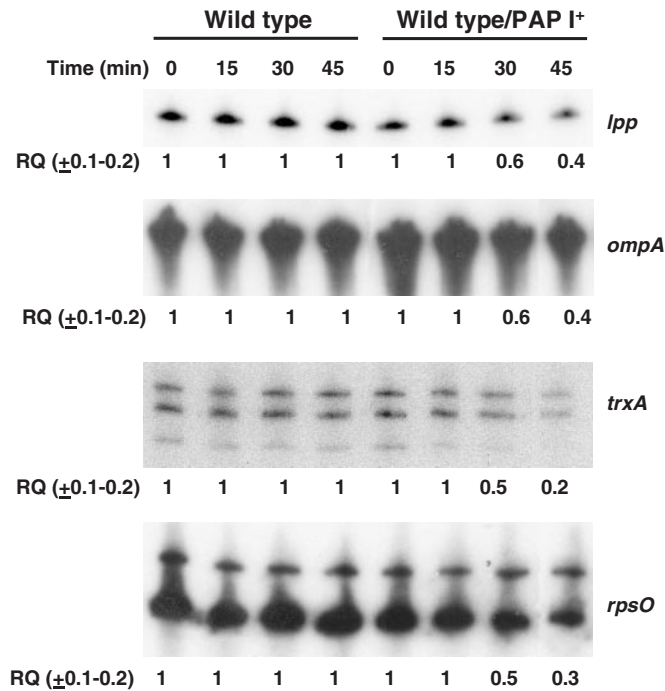 Wild type Wild type/PAP I⁺
Time (min) 0 15 30 45 0 15 30 45
lpp
RQ (±0.1-0.2) 1 1 1 1 1 1 0.6 0.4
ompA
RQ (±0.1-0.2) 1 1 1 1 1 1 0.6 0.4
trxA
RQ (±0.1-0.2) 1 1 1 1 1 1 0.5 0.2
rpsO
RQ (±0.1-0.2) 1 1 1 1 1 1 0.5 0.3